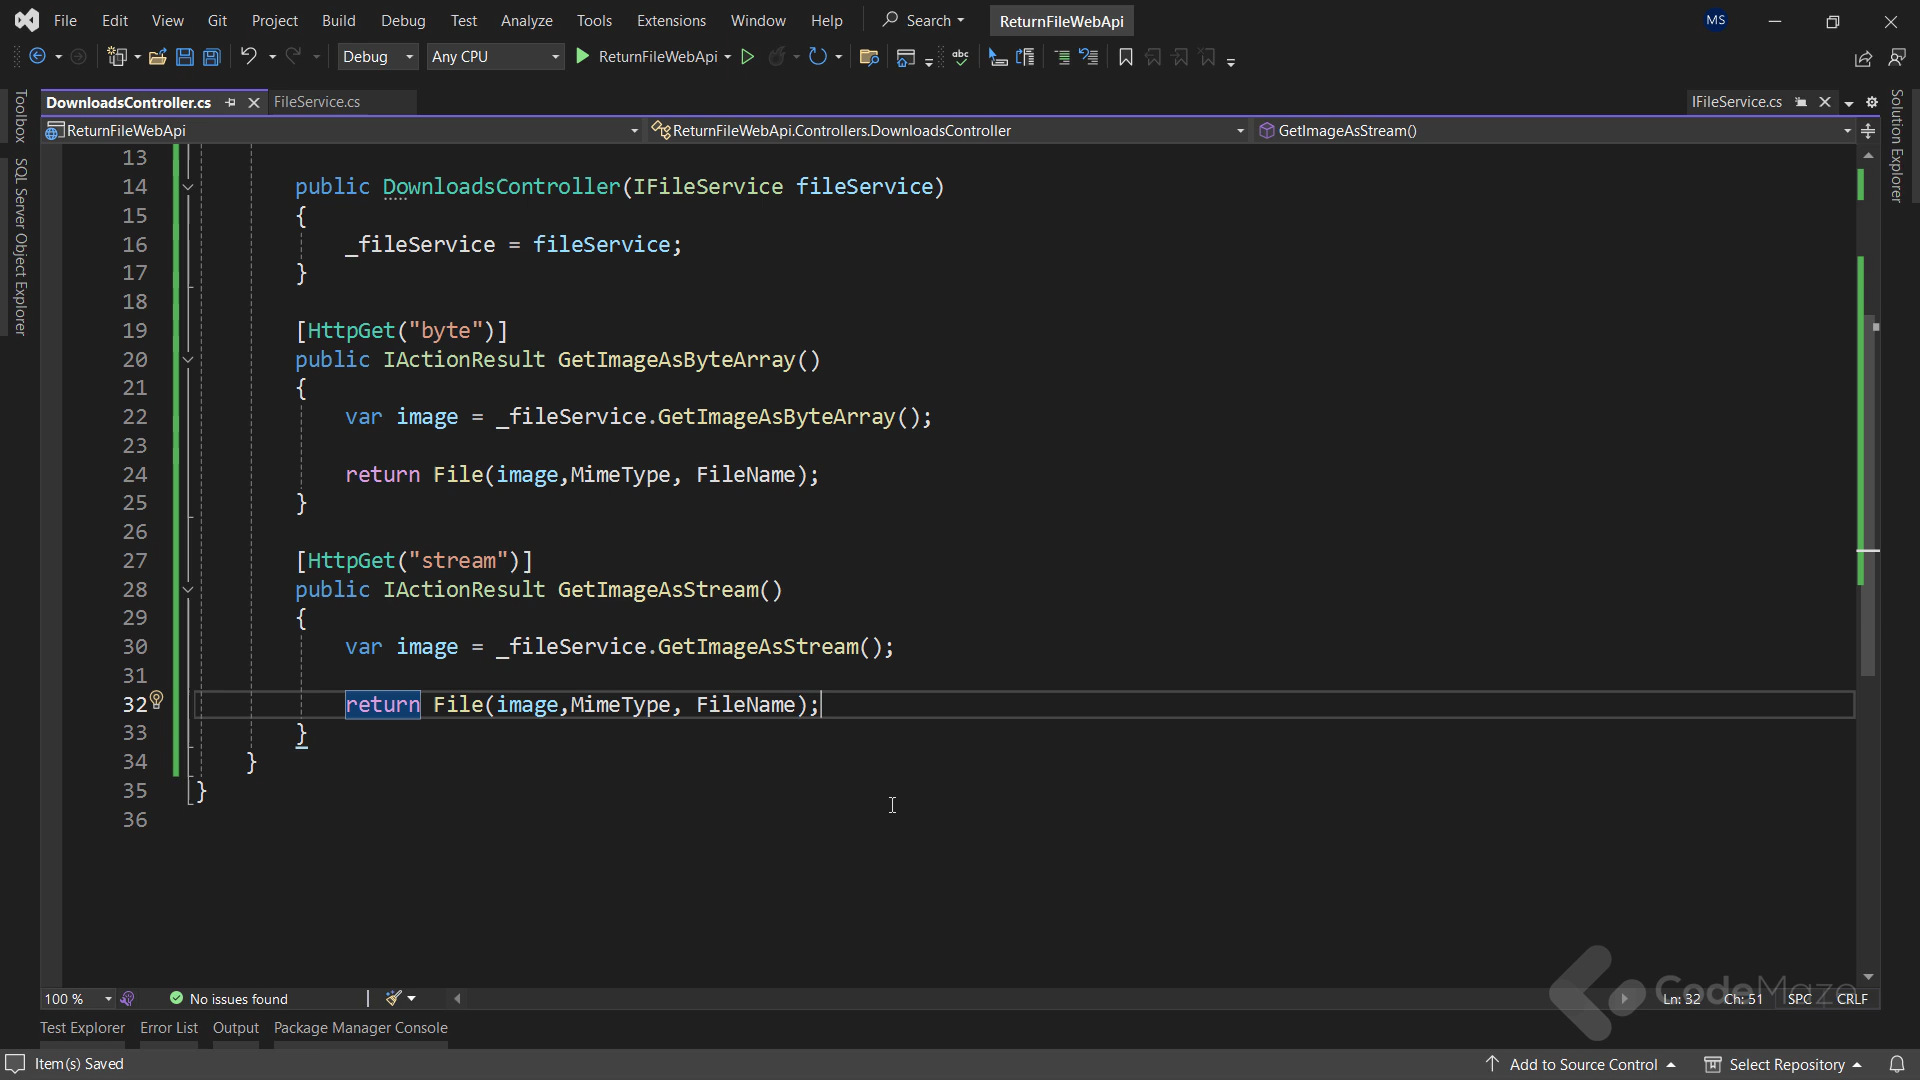 File Edit View Git Project Build Debug Test Analyze Tools Extensions Window Help Search ReturnFileWebApi MS
Debug Any CPU ReturnFileWebApi abc
DownloadsController.cs FileService.cs IFileService.cs
ReturnFileWebApi ReturnFileWebApi.Controllers.DownloadsController GetImageAsStream()
Toolbox
SQL Server Object Explorer
Solution Explorer
13
14 public DownloadsController(IFileService fileService)
15 {
16 _fileService = fileService;
17 }
18
19 [HttpGet("byte")]
20 public IActionResult GetImageAsByteArray()
21 {
22 var image = _fileService.GetImageAsByteArray();
23
24 return File(image,MimeType, FileName);
25 }
26
27 [HttpGet("stream")]
28 public IActionResult GetImageAsStream()
29 {
30 var image = _fileService.GetImageAsStream();
31
32 return File(image,MimeType, FileName);
33 }
34 }
35 }
36
CodeMaze
100 % No issues found Ln: 32 Ch: 51 SPC CRLF
Test Explorer Error List Output Package Manager Console
Item(s) Saved Add to Source Control Select Repository